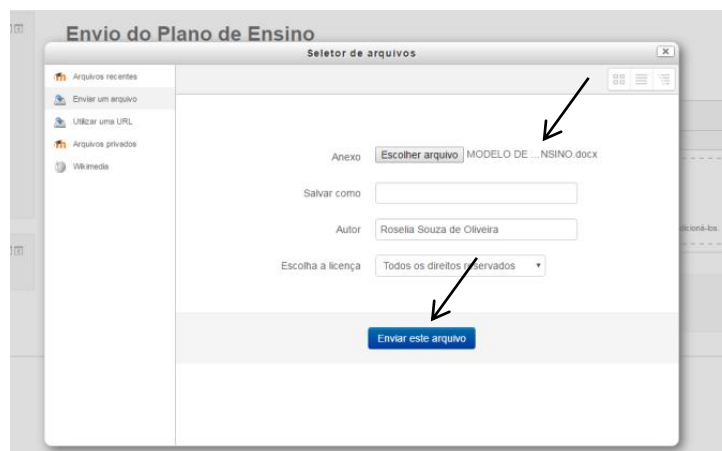 Envio do Plano de Ensino
Seletor de arquivos
Arquivos recentes
Enviar um arquivo
Utilizar uma URL
Arquivos privados
Wikimedia
Anexo Escolher arquivo MODELO DE ...NSINO.docx
Salvar como
Autor Roselia Souza de Oliveira
Escolha a licença Todos os direitos reservados
Enviar este arquivo
dicioná-los.